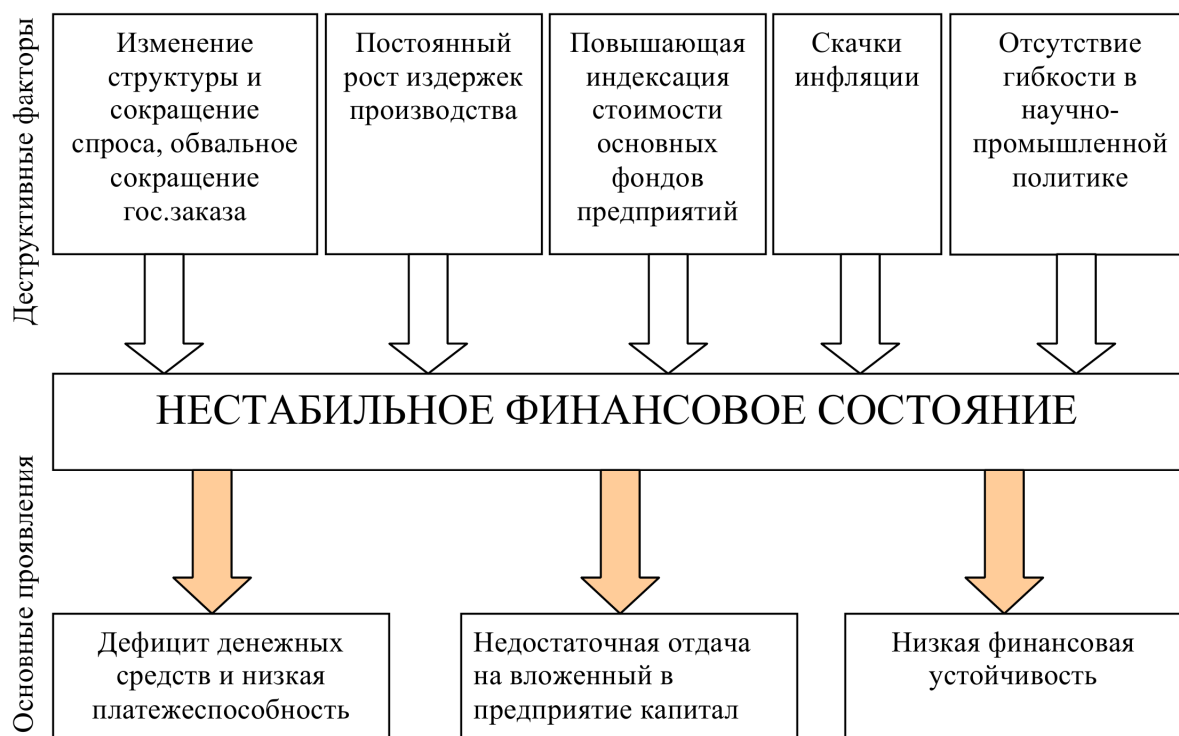 Деструктивные факторы
Изменение
структуры и
сокращение
спроса, обвальное
сокращение
гос.заказа
Постоянный
рост издержек
производства
Повышающая
индексация
стоимости
основных
фондов
предприятий
Скачки
инфляции
Отсутствие
гибкости в
научно-
промышленной
политике
НЕСТАБИЛЬНОЕ ФИНАНСОВОЕ СОСТОЯНИЕ
Основные проявления
Дефицит денежных
средств и низкая
платежеспособность
Недостаточная отдача
на вложенный в
предприятие капитал
Низкая финансовая
устойчивость